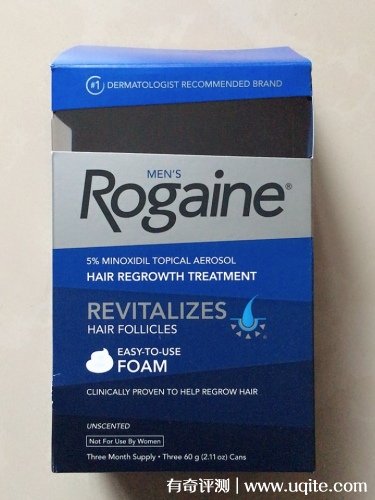 #1 DERMATOLOGIST RECOMMENDED BRAND
MEN'S
Rogaine®
5% MINOXIDIL TOPICAL AEROSOL
HAIR REGROWTH TREATMENT
REVITALIZES
HAIR FOLLICLES
EASY-TO-USE
FOAM
CLINICALLY PROVEN TO HELP REGROW HAIR
UNSCENTED
Not For Use By Women
Three Month Supply • Three 60 g (2.11 oz) Cans
有奇评测 | www.uqite.com